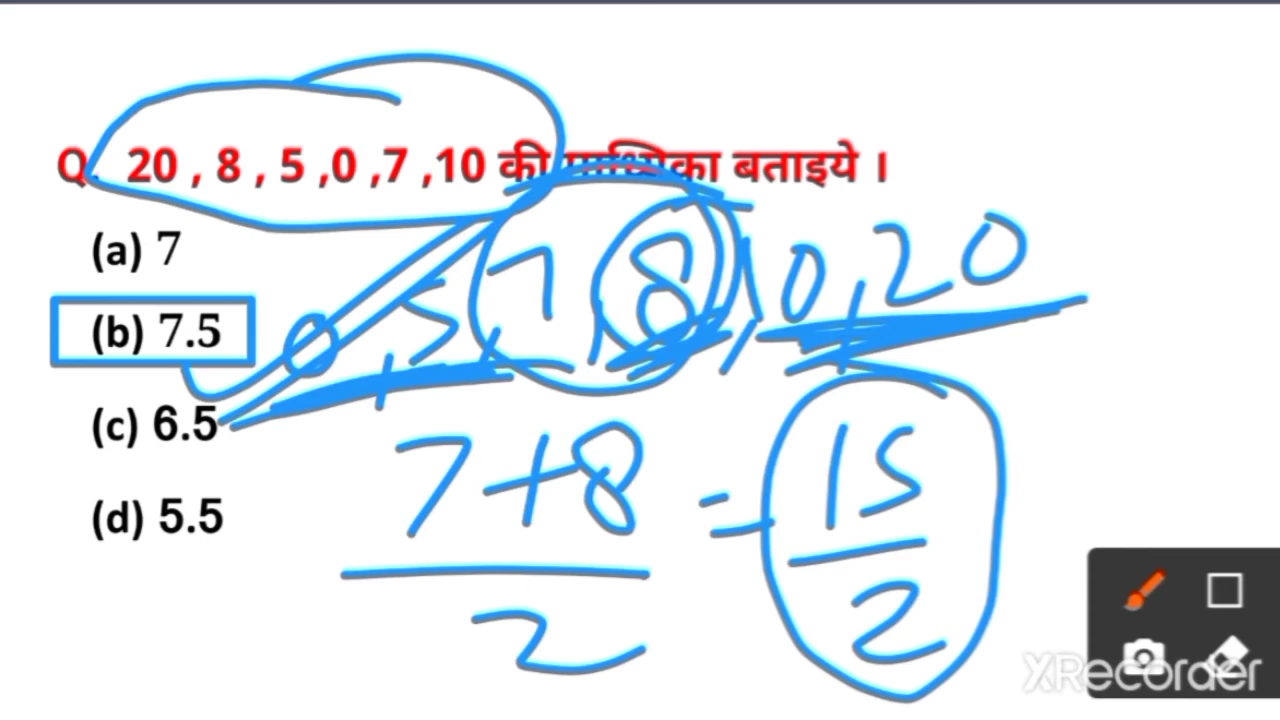 Q. 20 , 8 , 5 ,0 ,7 ,10 की माध्यिका बताइये ।
(a) 7
(b) 7.5
(c) 6.5
(d) 5.5
0, 5, 7, 8, 10, 20
7+8
2
= 15
2
XRecorder